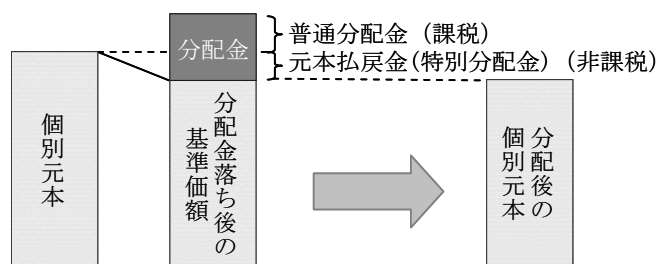 普通分配金（課税）
分配金
元本払戻金(特別分配金)（非課税）
個別元本
分配金落ち後の
基準価額
分配後の
個別元本